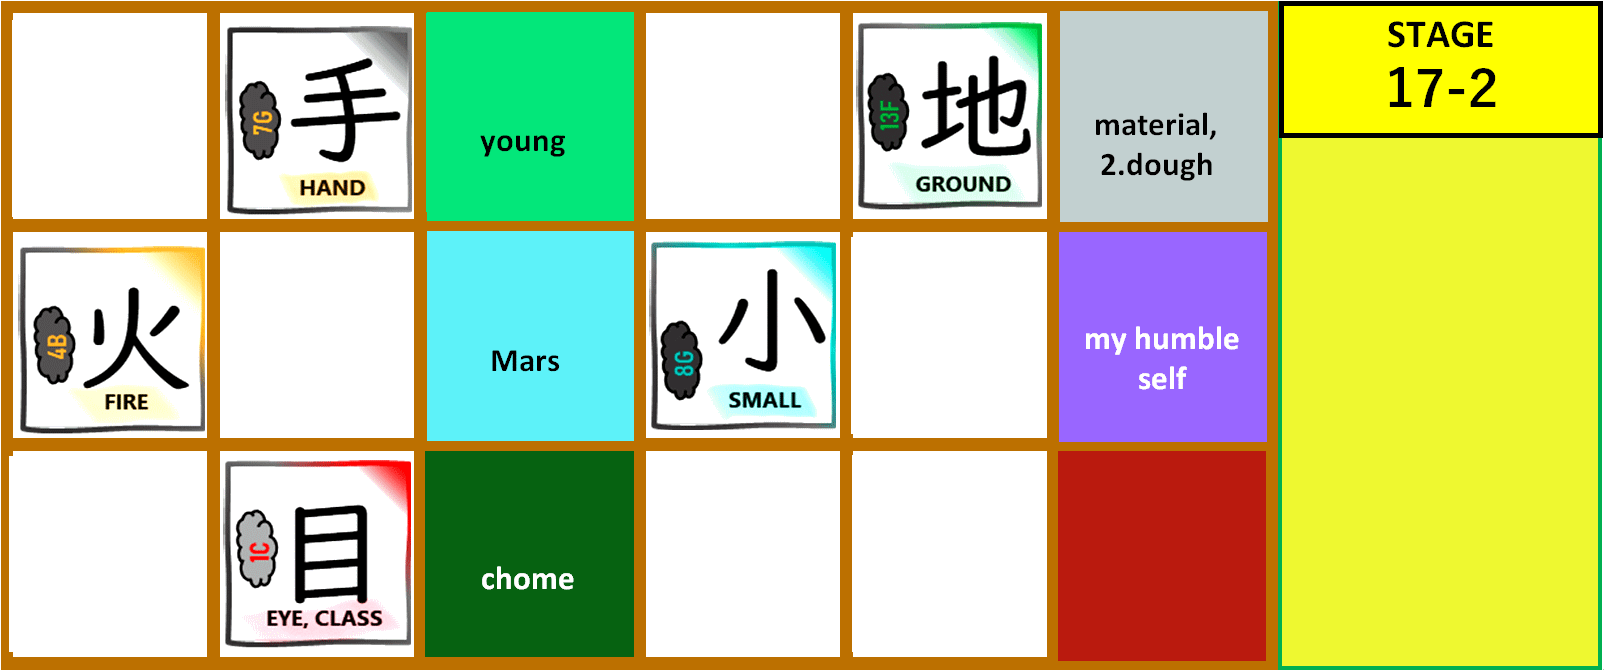 7G
手
HAND
young
13F
地
GROUND
material,
2.dough
STAGE
17-2
4B
火
FIRE
Mars
8G
小
SMALL
my humble
self
1C
目
EYE, CLASS
chome